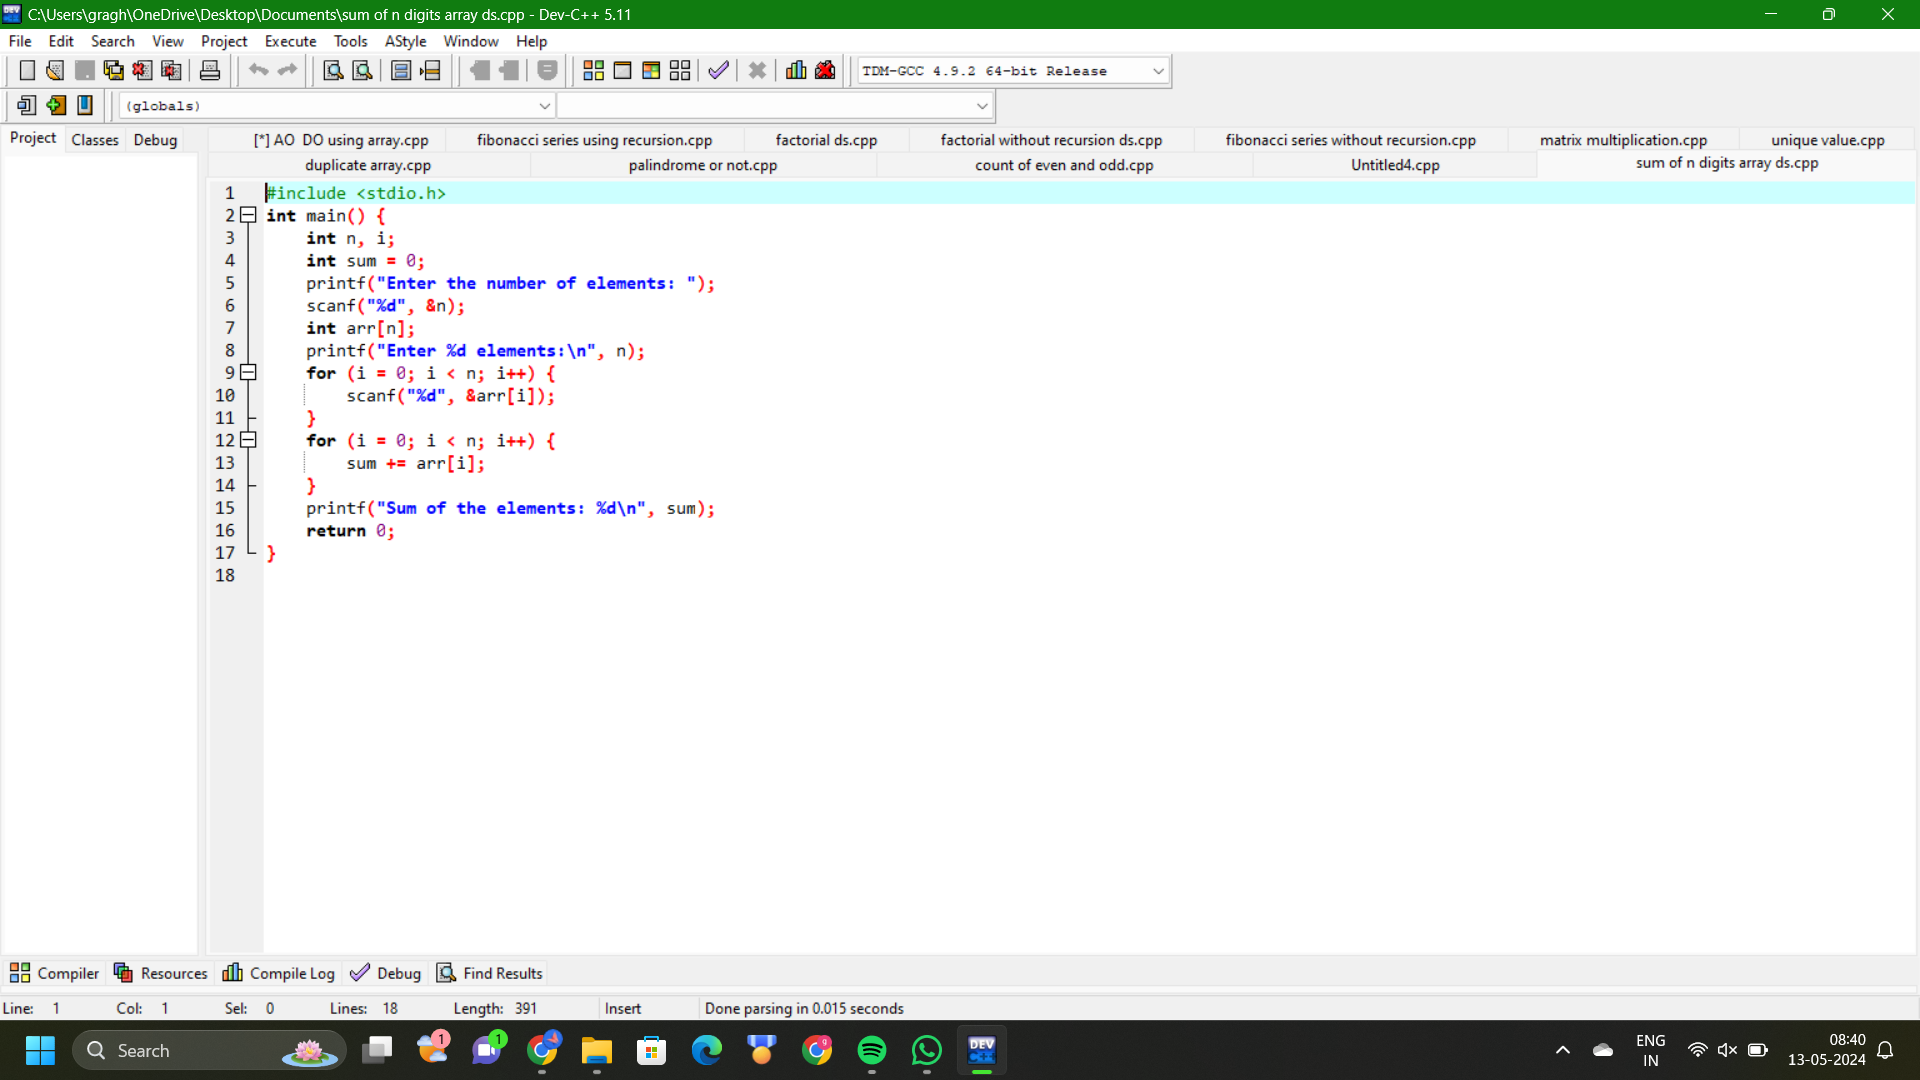 C:\Users\gragh\OneDrive\Desktop\Documents\sum of n digits array ds.cpp - Dev-C++ 5.11
File Edit Search View Project Execute Tools AStyle Window Help
TDM-GCC 4.9.2 64-bit Release
(globals)
Project Classes Debug
[*] AO DO using array.cpp fibonacci series using recursion.cpp factorial ds.cpp factorial without recursion ds.cpp fibonacci series without recursion.cpp matrix multiplication.cpp unique value.cpp
duplicate array.cpp palindrome or not.cpp count of even and odd.cpp Untitled4.cpp sum of n digits array ds.cpp
1 #include <stdio.h>
2 int main() {
3 int n, i;
4 int sum = 0;
5 printf("Enter the number of elements: ");
6 scanf("%d", &n);
7 int arr[n];
8 printf("Enter %d elements:\n", n);
9 for (i = 0; i < n; i++) {
10 scanf("%d", &arr[i]);
11 }
12 for (i = 0; i < n; i++) {
13 sum += arr[i];
14 }
15 printf("Sum of the elements: %d\n", sum);
16 return 0;
17 }
18
Compiler Resources Compile Log Debug Find Results
Line: 1 Col: 1 Sel: 0 Lines: 18 Length: 391 Insert Done parsing in 0.015 seconds
Search 1 1 9 DEV C++ ENG IN 08:40 13-05-2024